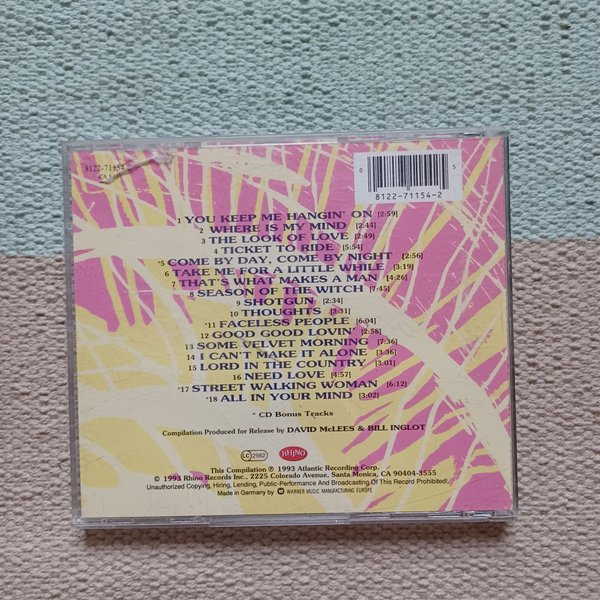 8122-71154
0
5
8122-71154-2
1 YOU KEEP ME HANGIN' ON [2:59]
2 WHERE IS MY MIND [2:44]
3 THE LOOK OF LOVE [2:49]
4 TICKET TO RIDE [5:54]
*5 COME BY DAY, COME BY NIGHT [2:56]
6 TAKE ME FOR A LITTLE WHILE [3:19]
7 THAT'S WHAT MAKES A MAN [4:26]
8 SEASON OF THE WITCH [7:45]
9 SHOTGUN [2:34]
10 THOUGHTS [3:31]
*11 FACELESS PEOPLE [6:04]
12 GOOD GOOD LOVIN' [2:58]
13 SOME VELVET MORNING [7:36]
14 I CAN'T MAKE IT ALONE [3:36]
15 LORD IN THE COUNTRY [3:01]
16 NEED LOVE [4:57]
*17 STREET WALKING WOMAN [6:12]
*18 ALL IN YOUR MIND [3:02]
* CD Bonus Tracks
Compilation Produced for Release by DAVID McLEES & BILL INGLOT
LC 2982
RHINO
This Compilation ℗ 1993 Atlantic Recording Corp.
© 1993 Rhino Records Inc., 2225 Colorado Avenue, Santa Monica, CA 90404-3555
Unauthorized Copying, Hiring, Lending, Public-Performance And Broadcasting Of This Record Prohibited!
Made in Germany by WARNER MUSIC MANUFACTURING EUROPE